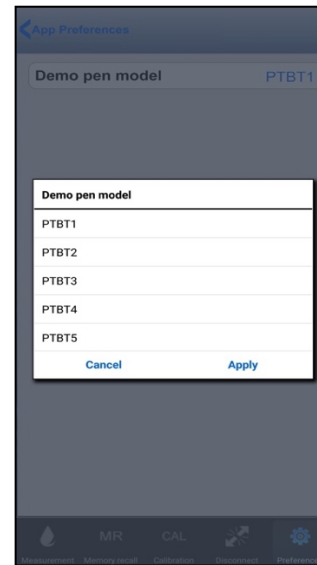 App Preferences
Demo pen model PTBT1
Demo pen model
PTBT1
PTBT2
PTBT3
PTBT4
PTBT5
Cancel Apply
MR CAL
Measurement Memory recall Calibration Disconnect Preference